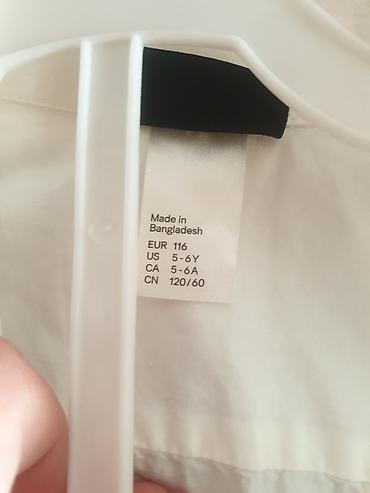 Made in
Bangladesh
EUR 116
US 5-6Y
CA 5-6A
CN 120/60